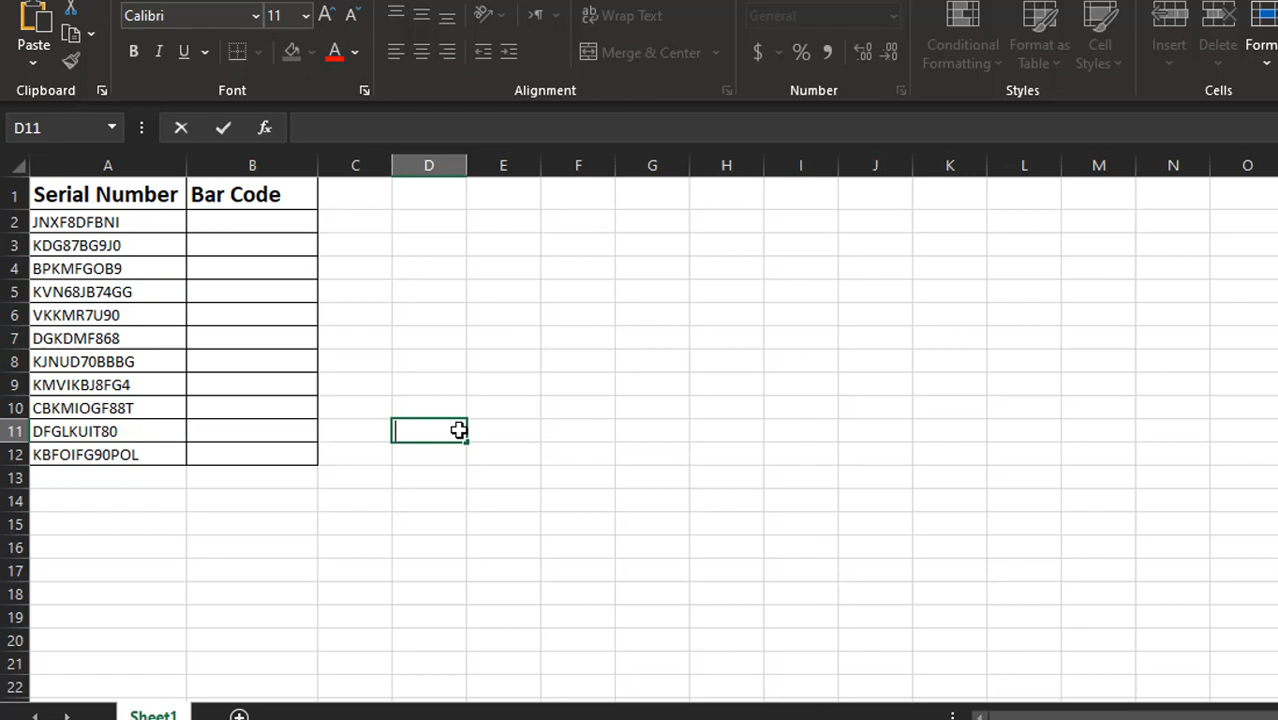 Calibri 11 A A Wrap Text General
Paste B I U A Merge & Center $ % , Conditional Formatting Format as Table Cell Styles Insert Delete Form
Clipboard Font Alignment Number Styles Cells
D11 fx
A B C D E F G H I J K L M N O
1 Serial Number Bar Code
2 JNXF8DFBNI
3 KDG87BG9J0
4 BPKMFGOB9
5 KVN68JB74GG
6 VKKMR7U90
7 DGKDMF868
8 KJNUD70BBBG
9 KMVIKBJ8FG4
10 CBKMIOGF88T
11 DFGLKUIT80
12 KBFOIFG90POL
13
14
15
16
17
18
19
20
21
22
Sheet1